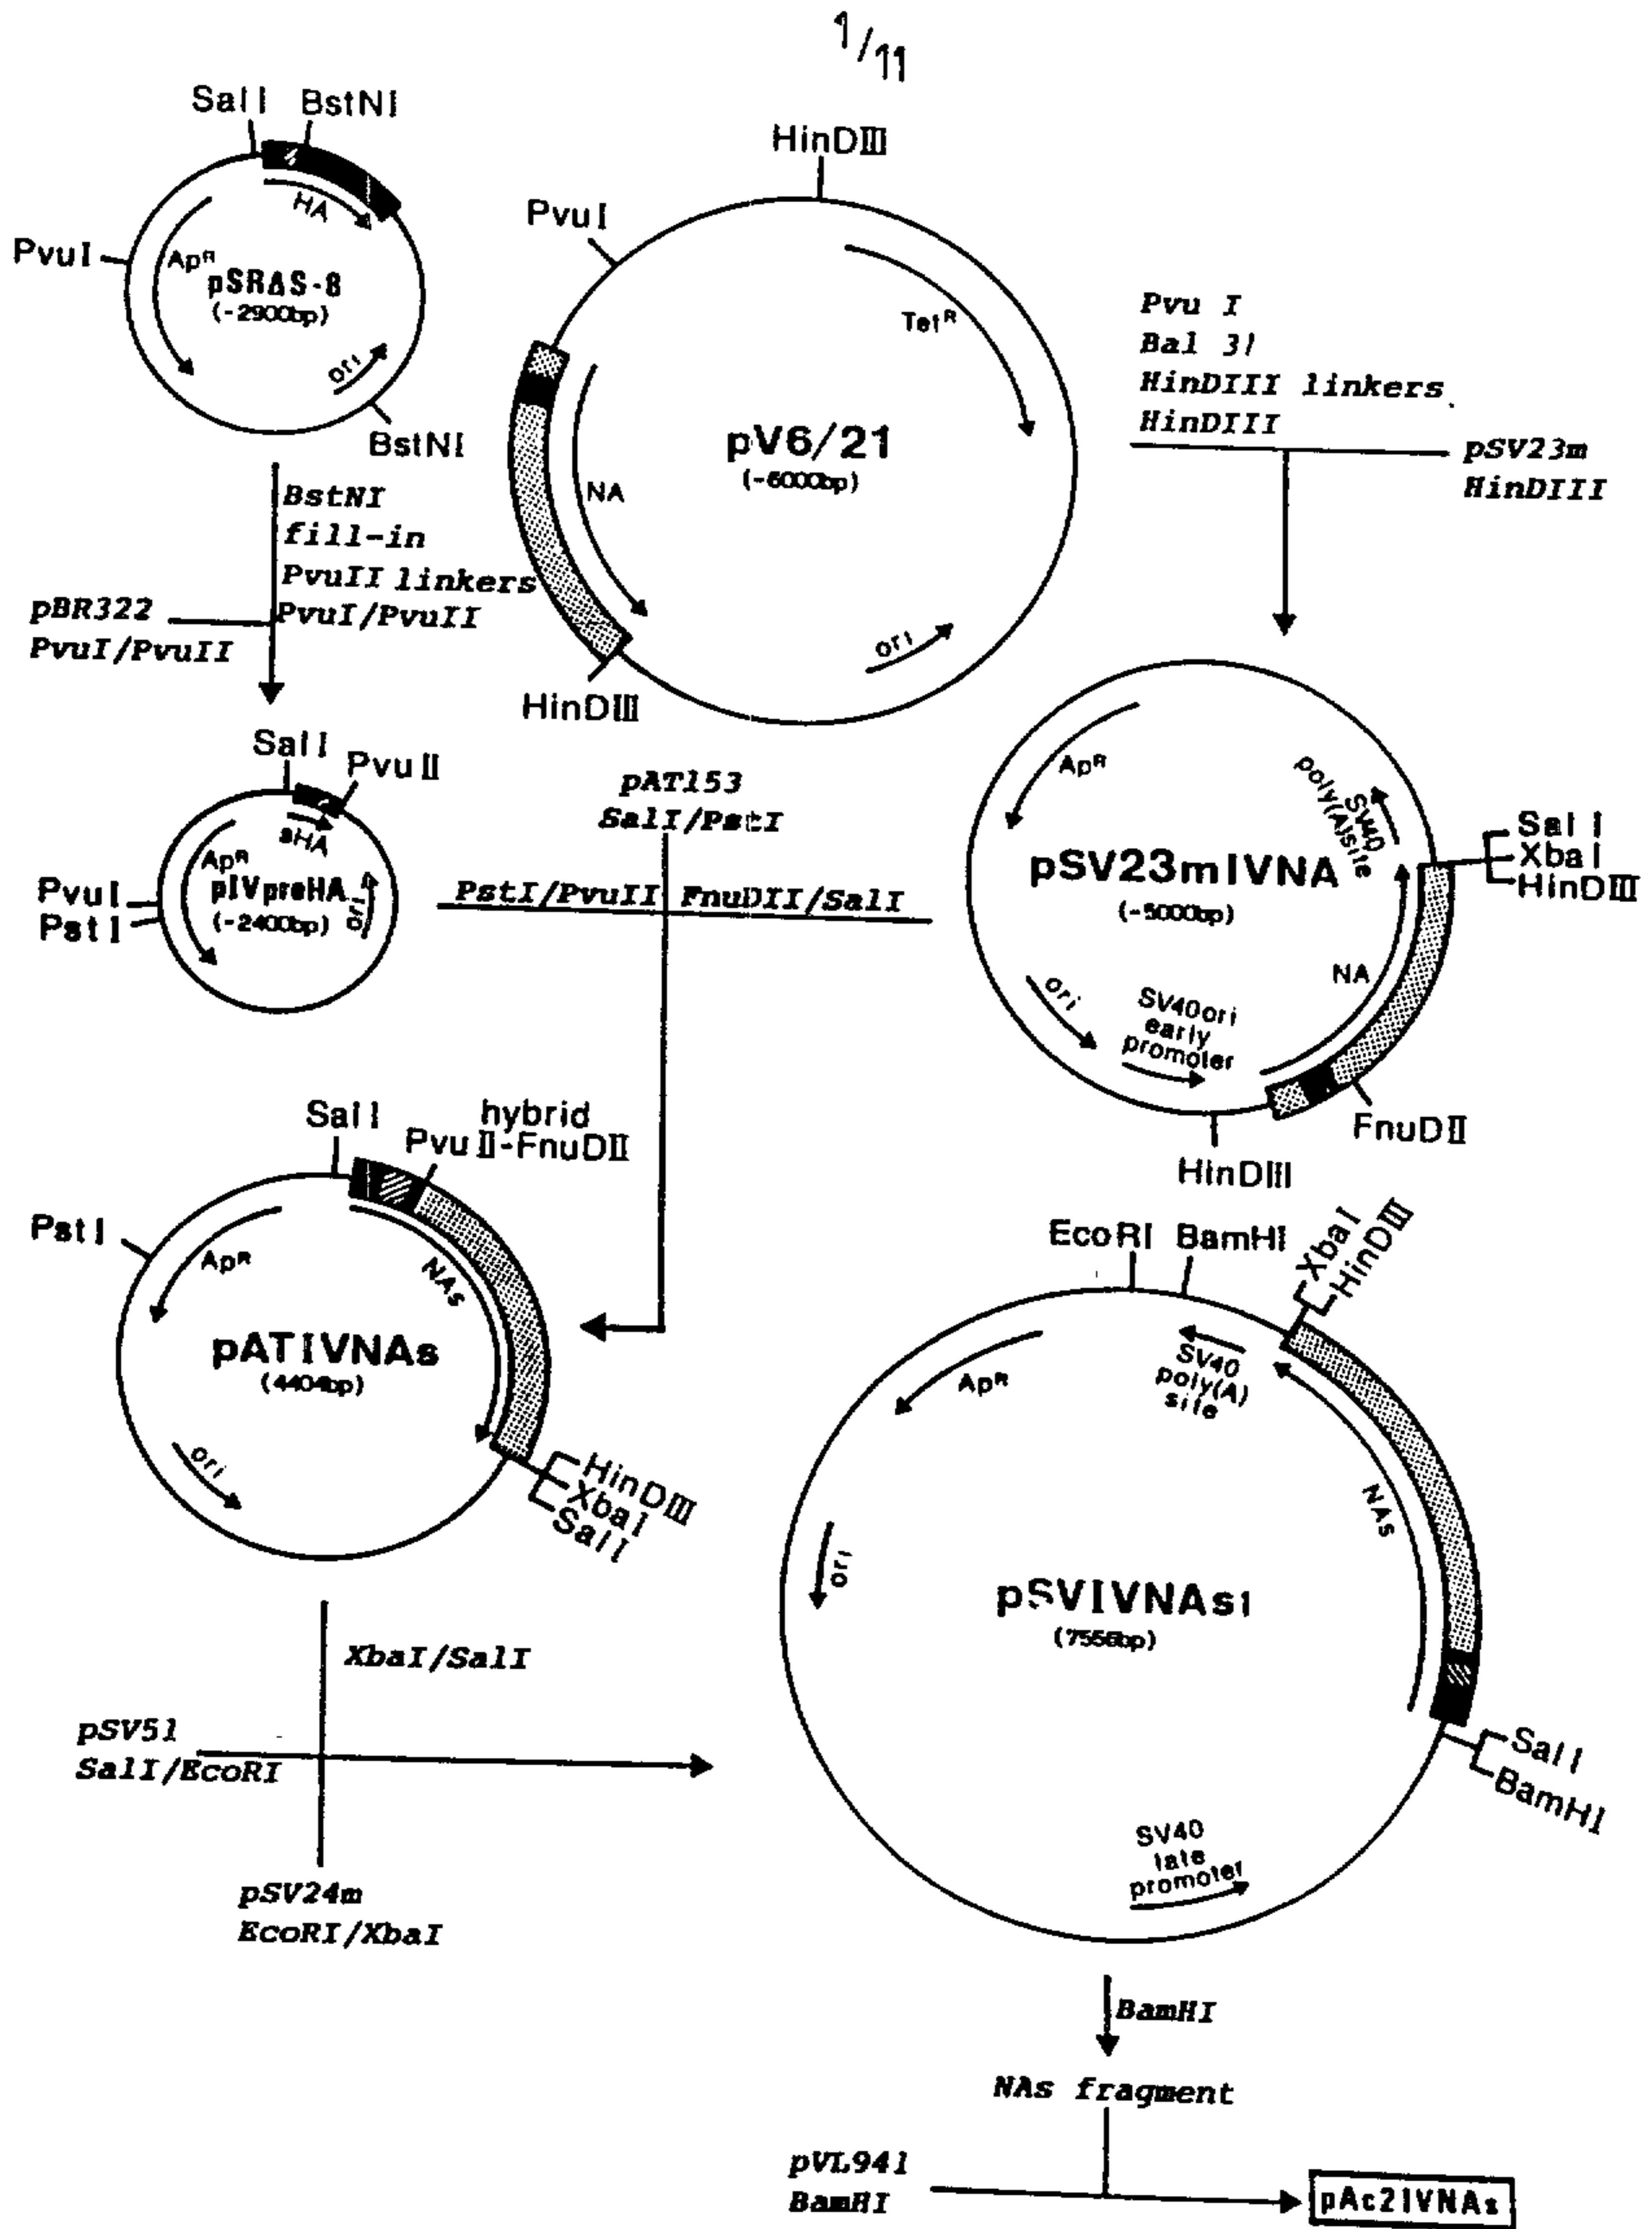 1/11
SalI BstNI
HA
PvuI
ApR
pSRΔS-8
(~2900bp)
ori
BstNI
HinDIII
PvuI
TetR
pV6/21
(~6000bp)
NA
ori
HinDIII
Pvu I
Bal 31
HinDIII linkers
HinDIII
pSV23m
HinDIII
BstNI
fill-in
PvuII linkers
PvuI/PvuII
pBR322
PvuI/PvuII
SalI
PvuII
sHA
ApR
PvuI
PstI
pIVpreHA
(~2400bp)
ori
pAT153
SalI/PstI
PstI/PvuII FnuDII/SalI
ApR
SV40
poly(A)site
pSV23mIVNA
(~5000bp)
SalI
XbaI
HinDIII
NA
ori
SV40ori
early
promoter
FnuDII
HinDIII
SalI
hybrid
PvuII-FnuDII
PstI
ApR
NAs
pATIVNAs
(4404bp)
ori
HinDIII
XbaI
SalI
EcoRI BamHI
XbaI
HinDIII
ApR
SV40
poly(A)
site
NAs
ori
pSVIVNAs1
(7556bp)
SalI
BamHI
SV40
late
promoter
XbaI/SalI
pSV51
SalI/EcoRI
pSV24m
EcoRI/XbaI
BamHI
NAs fragment
pVL941
BamHI
pAc2IVNAs